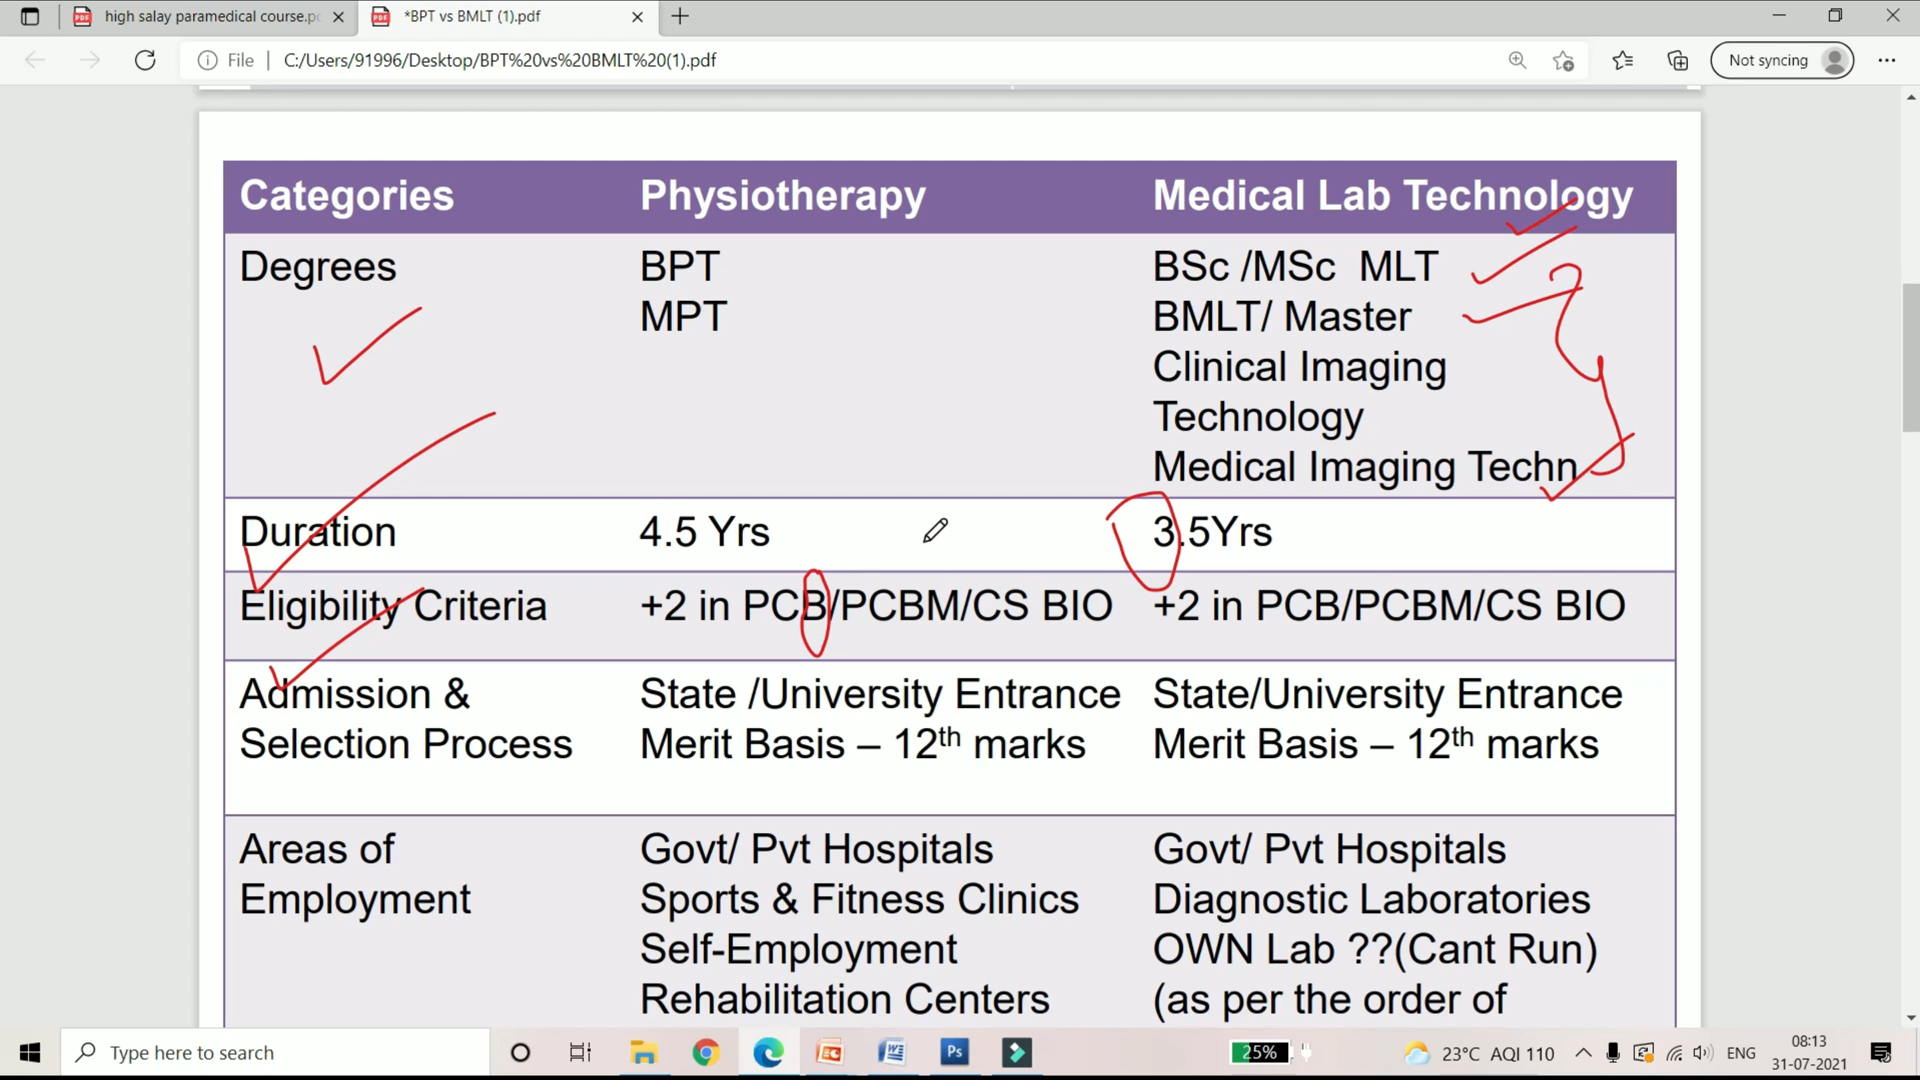 high salay paramedical course.p
*BPT vs BMLT (1).pdf
File
C:/Users/91996/Desktop/BPT%20vs%20BMLT%20(1).pdf
Not syncing
Categories Physiotherapy Medical Lab Technology
Degrees BPT BSc /MSc MLT
MPT BMLT/ Master
Clinical Imaging
Technology
Medical Imaging Techn
Duration 4.5 Yrs 3.5Yrs
Eligibility Criteria +2 in PCB/PCBM/CS BIO +2 in PCB/PCBM/CS BIO
Admission & State /University Entrance State/University Entrance
Selection Process Merit Basis – 12th marks Merit Basis – 12th marks
Areas of Govt/ Pvt Hospitals Govt/ Pvt Hospitals
Employment Sports & Fitness Clinics Diagnostic Laboratories
Self-Employment OWN Lab ??(Cant Run)
Rehabilitation Centers (as per the order of
Type here to search
Ps
25%
23°C AQI 110
ENG
08:13
31-07-2021